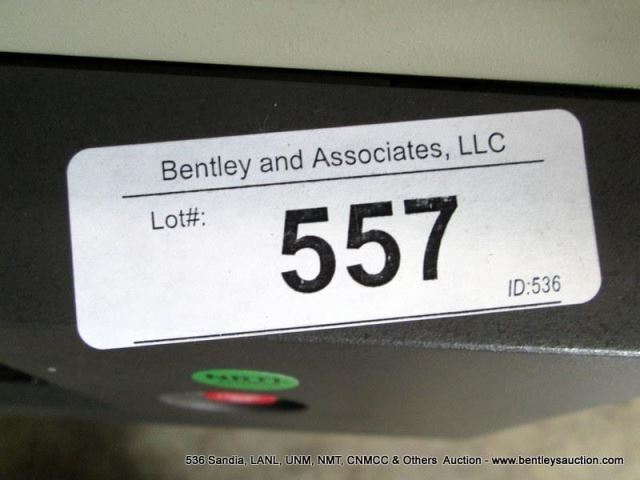 Bentley and Associates, LLC
Lot#:
557
ID:536
536 Sandia, LANL, UNM, NMT, CNMCC & Others  Auction - www.bentleysauction.com